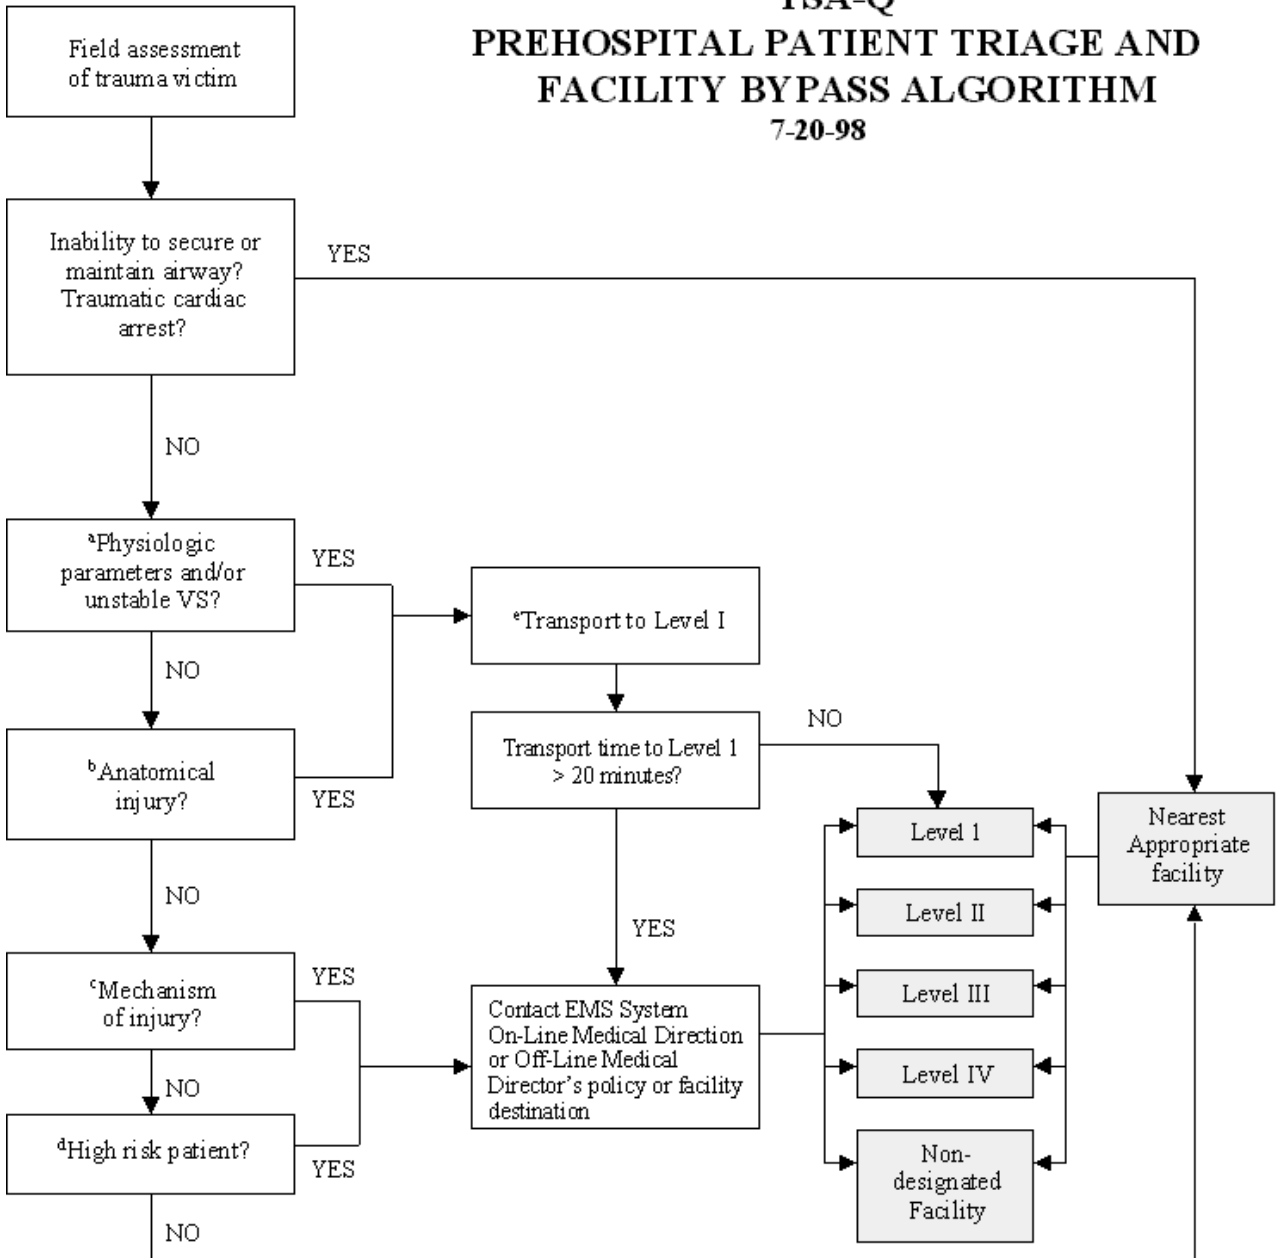 TSA-Q
PREHOSPITAL PATIENT TRIAGE AND
FACILITY BYPASS ALGORITHM
7-20-98
Field assessment
of trauma victim
Inability to secure or
maintain airway?
Traumatic cardiac
arrest?
YES
NO
aPhysiologic
parameters and/or
unstable VS?
YES
NO
eTransport to Level I
bAnatomical
injury?
YES
NO
Transport time to Level 1
> 20 minutes?
NO
YES
cMechanism
of injury?
YES
NO
dHigh risk patient?
YES
NO
Contact EMS System
On-Line Medical Direction
or Off-Line Medical
Director's policy or facility
destination
Level 1
Level II
Level III
Level IV
Non-
designated
Facility
Nearest
Appropriate
facility